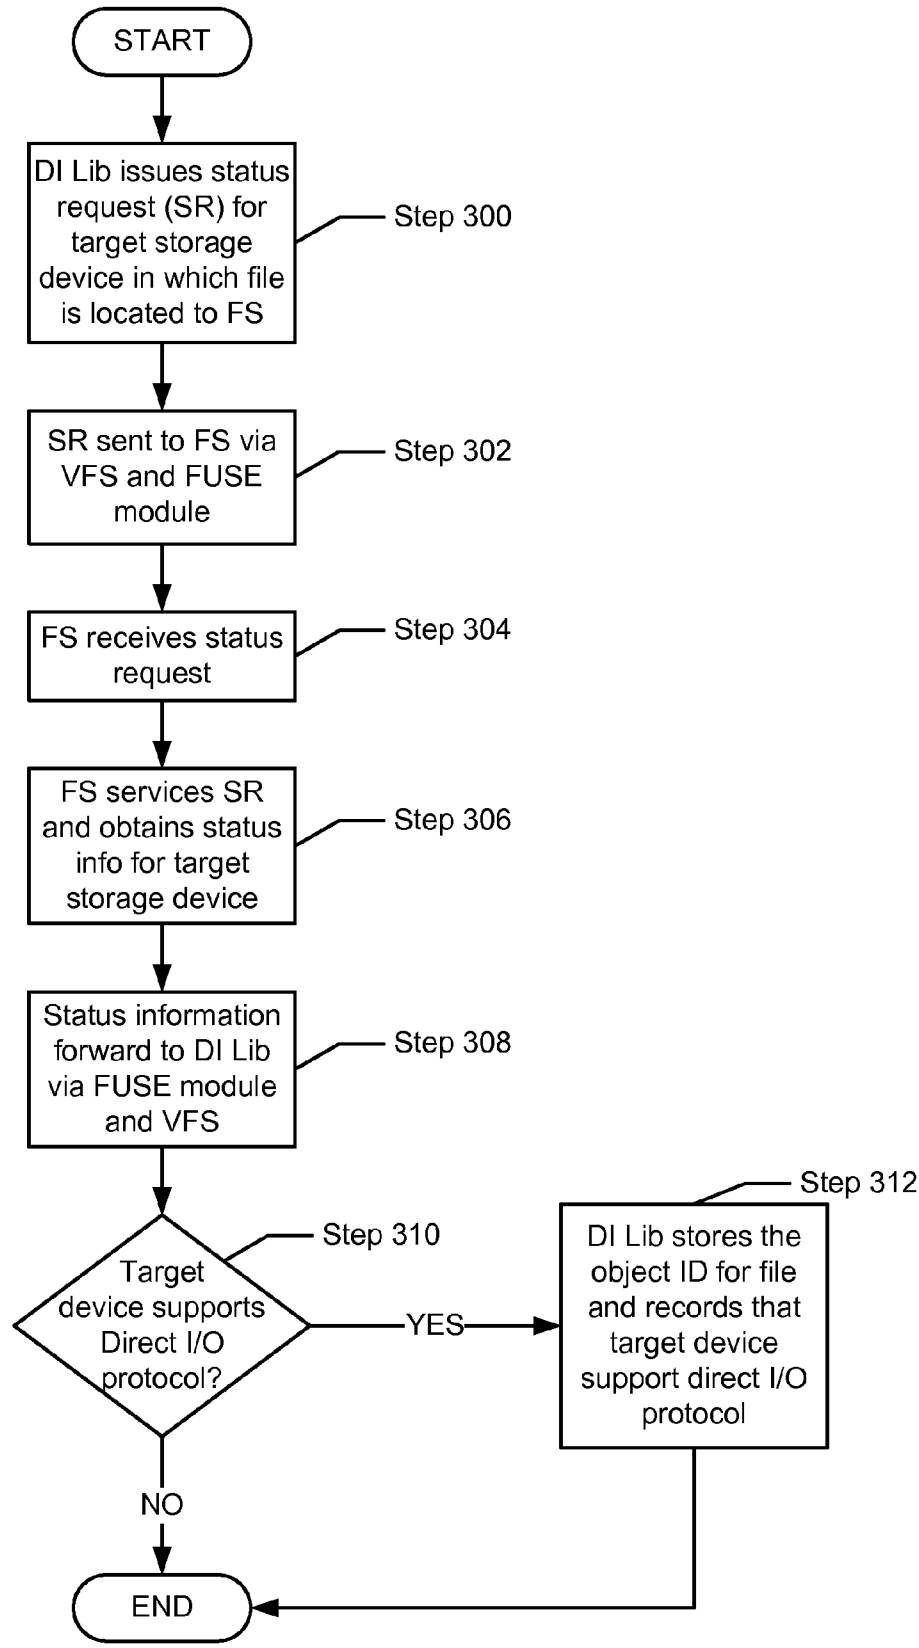 START
DI Lib issues status
request (SR) for
target storage
device in which file
is located to FS
Step 300
SR sent to FS via
VFS and FUSE
module
Step 302
FS receives status
request
Step 304
FS services SR
and obtains status
info for target
storage device
Step 306
Status information
forward to DI Lib
via FUSE module
and VFS
Step 308
Target
device supports
Direct I/O
protocol?
Step 310
YES
Step 312
DI Lib stores the
object ID for file
and records that
target device
support direct I/O
protocol
NO
END